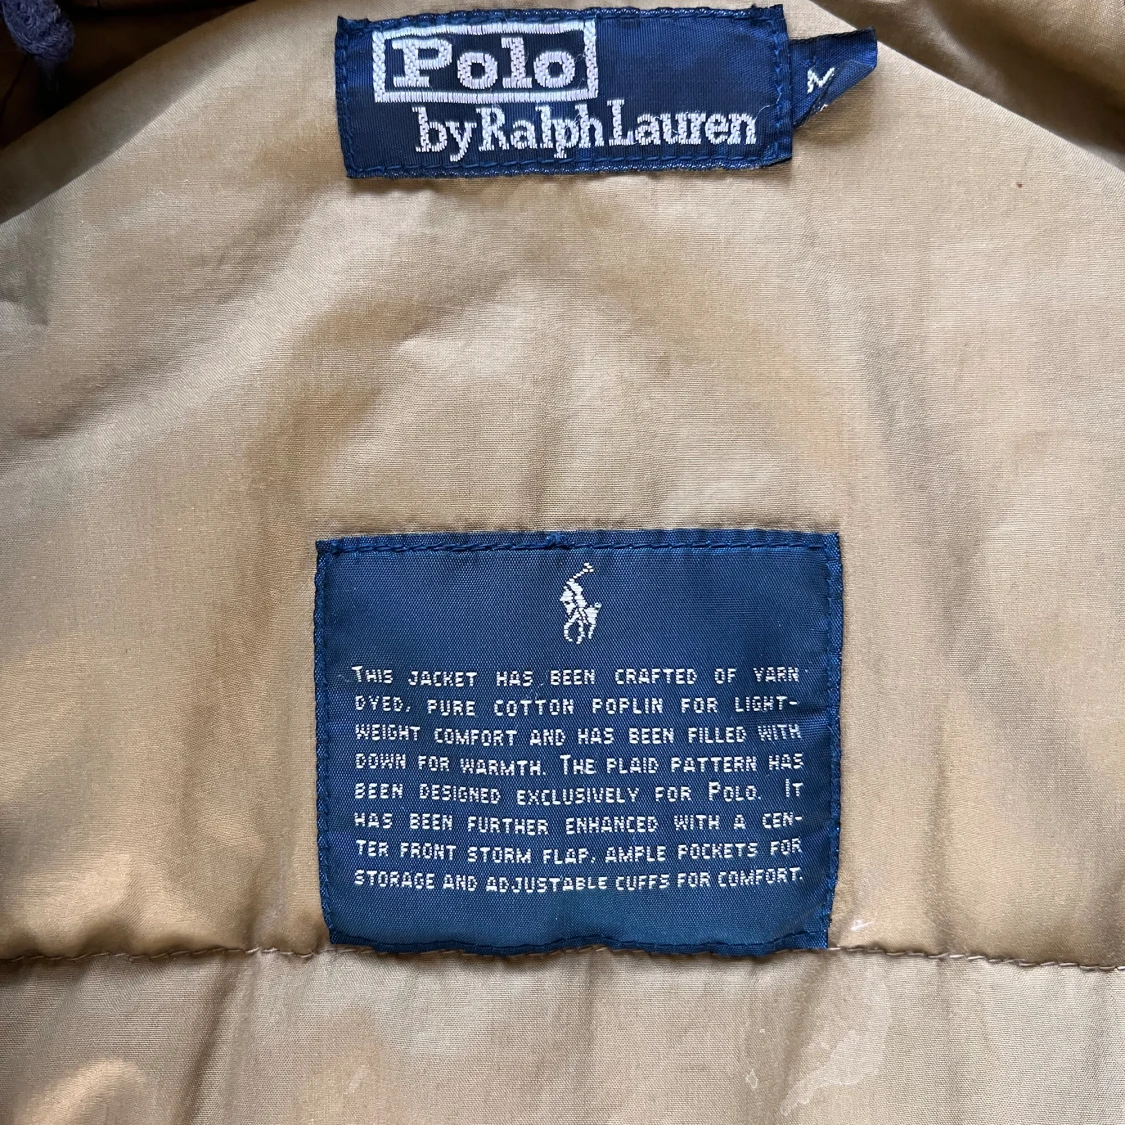 Polo
by Ralph Lauren
M
THIS JACKET HAS BEEN CRAFTED OF YARN
DYED, PURE COTTON POPLIN FOR LIGHT-
WEIGHT COMFORT AND HAS BEEN FILLED WITH
DOWN FOR WARMTH. THE PLAID PATTERN HAS
BEEN DESIGNED EXCLUSIVELY FOR POLO. IT
HAS BEEN FURTHER ENHANCED WITH A CEN-
TER FRONT STORM FLAP, AMPLE POCKETS FOR
STORAGE AND ADJUSTABLE CUFFS FOR COMFORT.